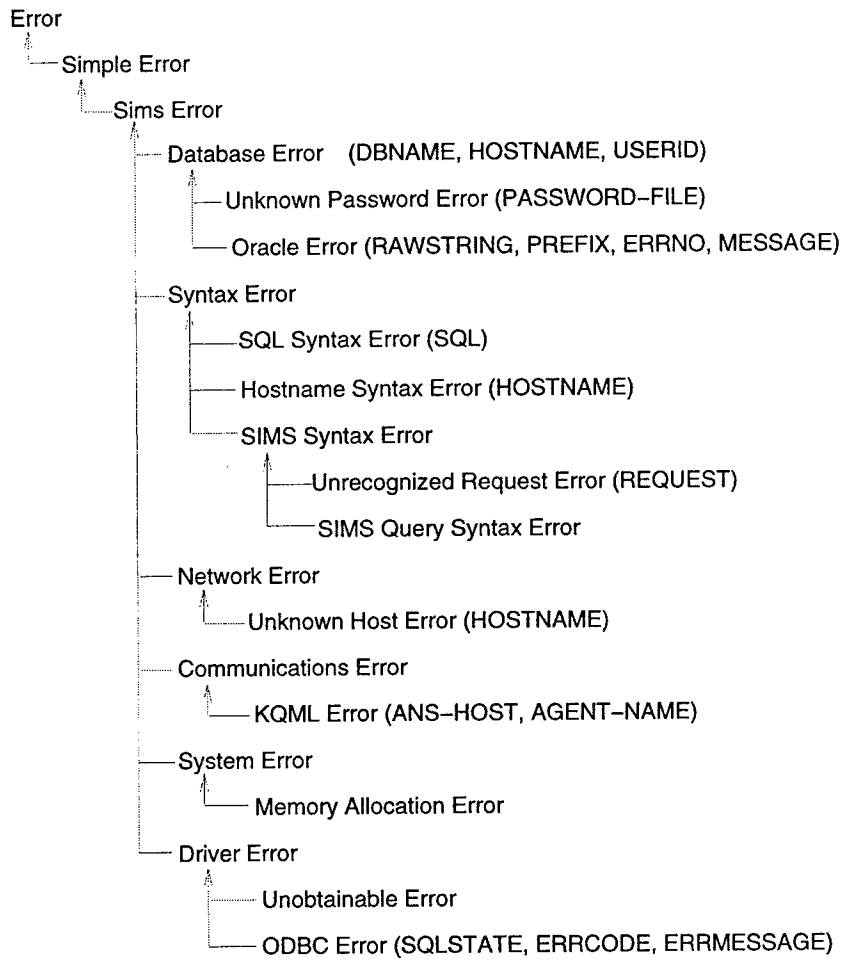 Error
Simple Error
Sims Error
Database Error (DBNAME, HOSTNAME, USERID)
Unknown Password Error (PASSWORD–FILE)
Oracle Error (RAWSTRING, PREFIX, ERRNO, MESSAGE)
Syntax Error
SQL Syntax Error (SQL)
Hostname Syntax Error (HOSTNAME)
SIMS Syntax Error
Unrecognized Request Error (REQUEST)
SIMS Query Syntax Error
Network Error
Unknown Host Error (HOSTNAME)
Communications Error
KQML Error (ANS–HOST, AGENT–NAME)
System Error
Memory Allocation Error
Driver Error
Unobtainable Error
ODBC Error (SQLSTATE, ERRCODE, ERRMESSAGE)